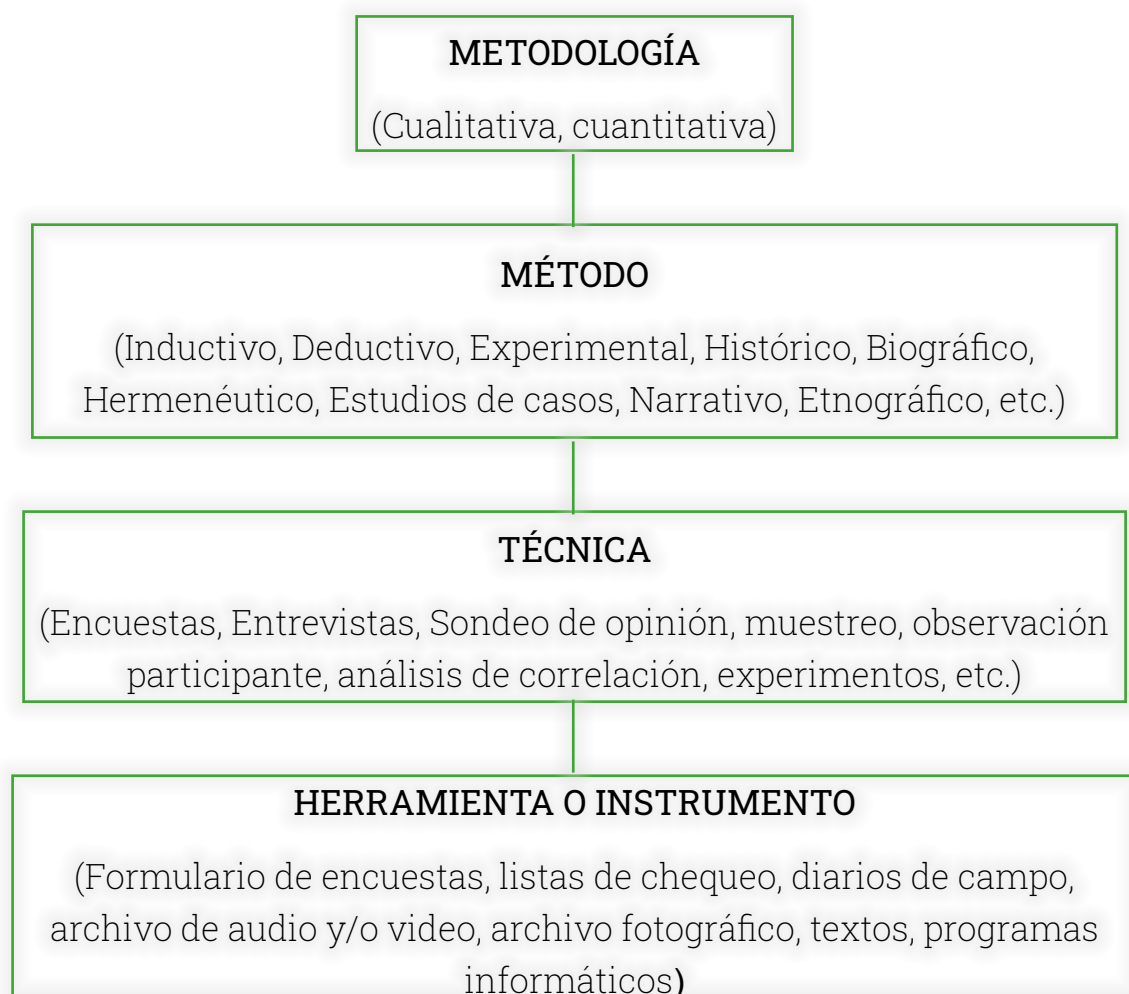 METODOLOGÍA
(Cualitativa, cuantitativa)
MÉTODO
(Inductivo, Deductivo, Experimental, Histórico, Biográfico,
Hermenéutico, Estudios de casos, Narrativo, Etnográfico, etc.)
TÉCNICA
(Encuestas, Entrevistas, Sondeo de opinión, muestreo, observación
participante, análisis de correlación, experimentos, etc.)
HERRAMIENTA O INSTRUMENTO
(Formulario de encuestas, listas de chequeo, diarios de campo,
archivo de audio y/o video, archivo fotográfico, textos, programas
informáticos)